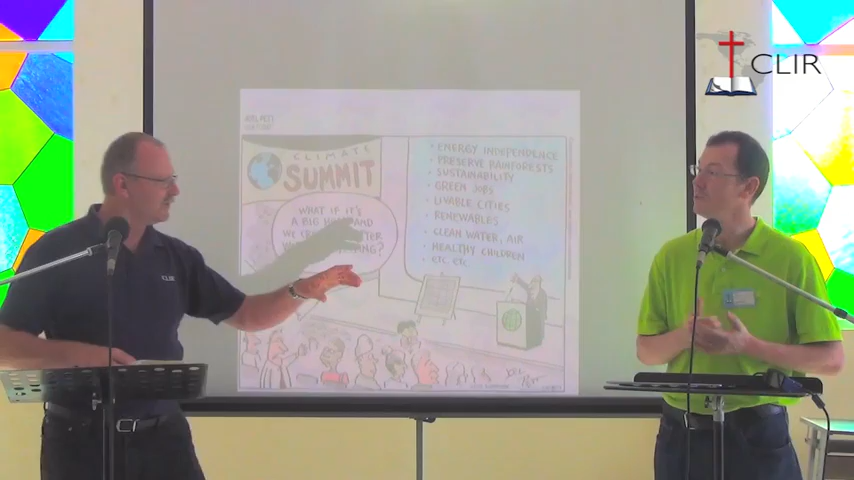 CLIR
CLIMATE
SUMMIT
WHAT IF IT'S
A BIG AND
• ENERGY INDEPENDENCE
• PRESERVE RAINFORESTS
• SUSTAINABILITY
• GREEN JOBS
• LIVABLE CITIES
• RENEWABLES
• CLEAN WATER, AIR
• HEALTHY CHILDREN
• ETC. ETC.
CLIR